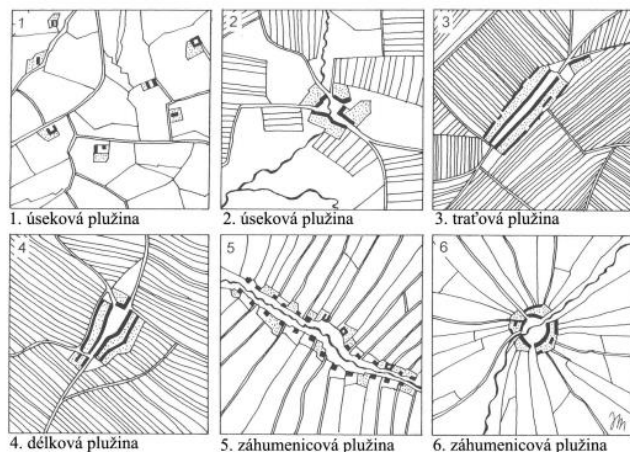 1
2
3
1. úseková plužina
2. úseková plužina
3. traťová plužina
4
5
6
4. délková plužina
5. záhumenicová plužina
6. záhumenicová plužina